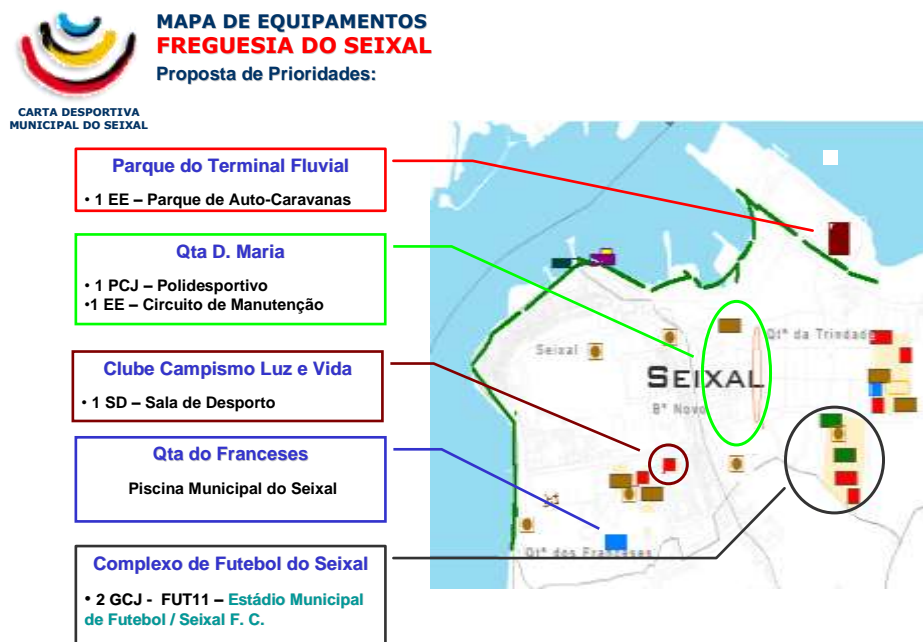 MAPA DE EQUIPAMENTOS
FREGUESIA DO SEIXAL
Proposta de Prioridades:
CARTA DESPORTIVA
MUNICIPAL DO SEIXAL
Parque do Terminal Fluvial
• 1 EE – Parque de Auto-Caravanas
Qta D. Maria
• 1 PCJ – Polidesportivo
•1 EE – Circuito de Manutenção
Clube Campismo Luz e Vida
• 1 SD – Sala de Desporto
Qta do Franceses
Piscina Municipal do Seixal
Complexo de Futebol do Seixal
• 2 GCJ - FUT11 – Estádio Municipal
de Futebol / Seixal F. C.
Qtª da Trindade
Seixal
SEIXAL
Bº Novo
Qtª dos Franceses